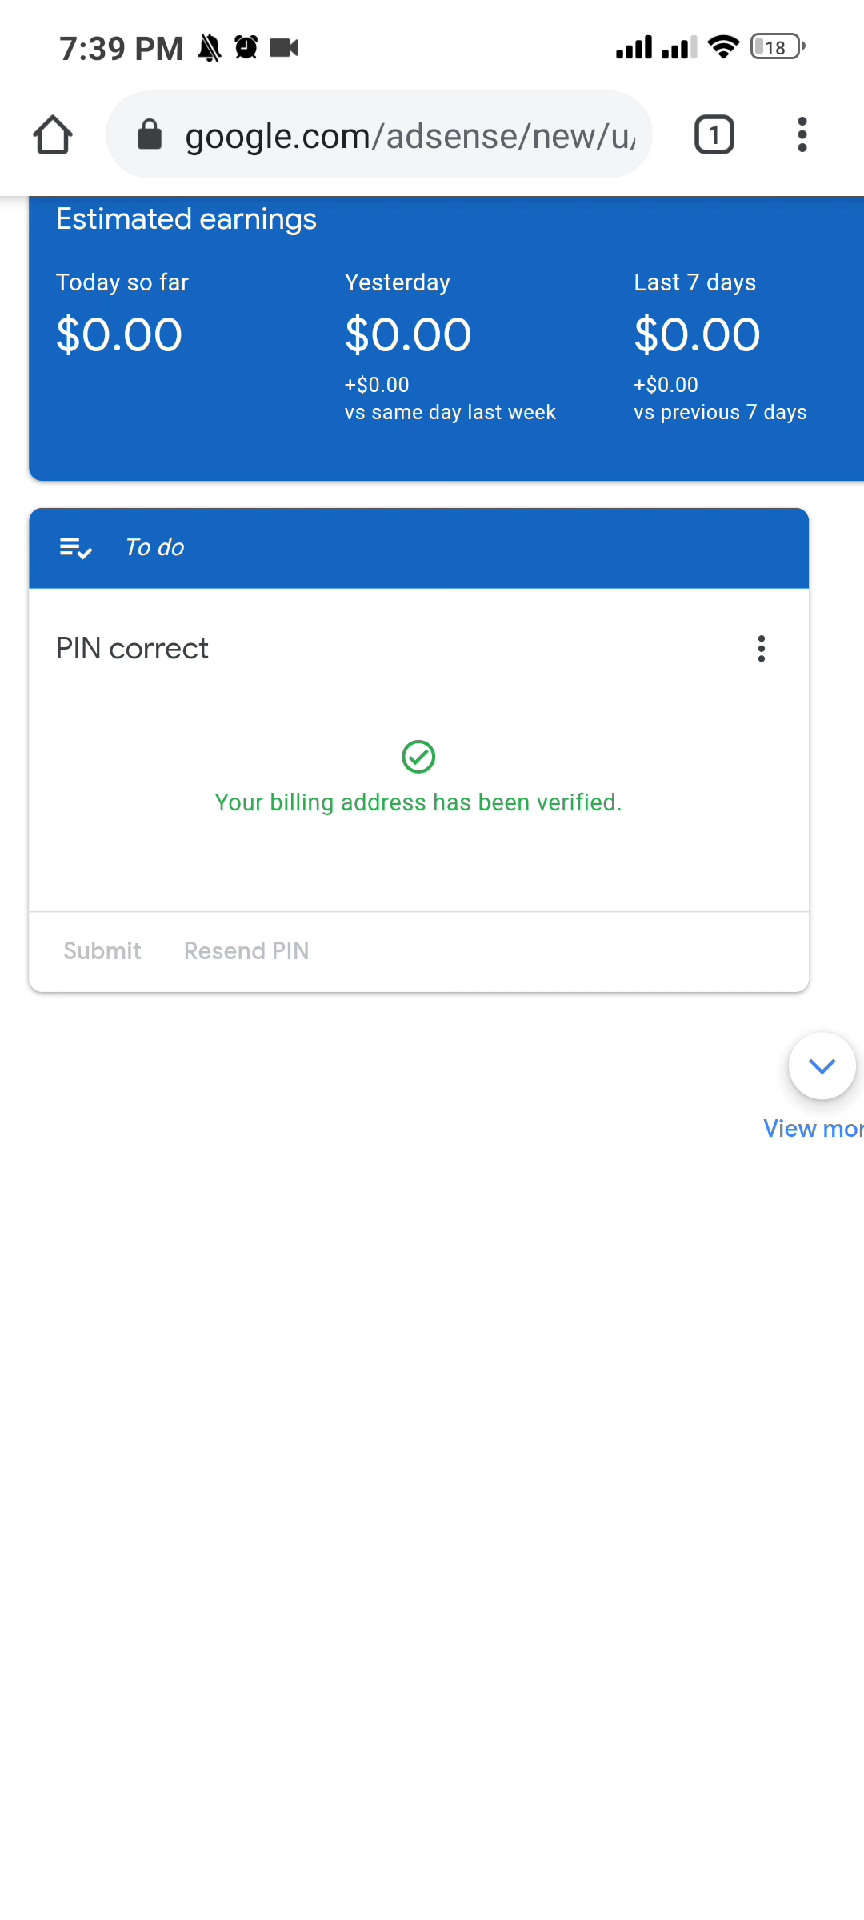 7:39 PM 18
google.com/adsense/new/u/ 1
Estimated earnings
Today so far Yesterday Last 7 days
$0.00 $0.00 $0.00
+$0.00 +$0.00
vs same day last week vs previous 7 days
To do
PIN correct
Your billing address has been verified.
Submit Resend PIN
View mor